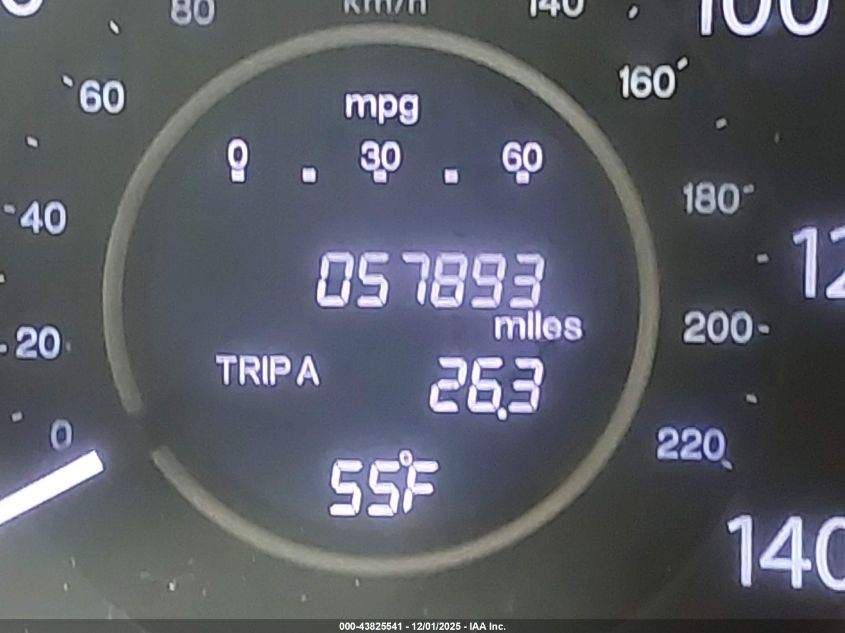 80 km/h 140 100
60 mpg 160
0 30 60
40 180
057893 12
miles
20 200
TRIP A 26.3
0 220
55°F
140
000-43825541 - 12/01/2025 - IAA Inc.